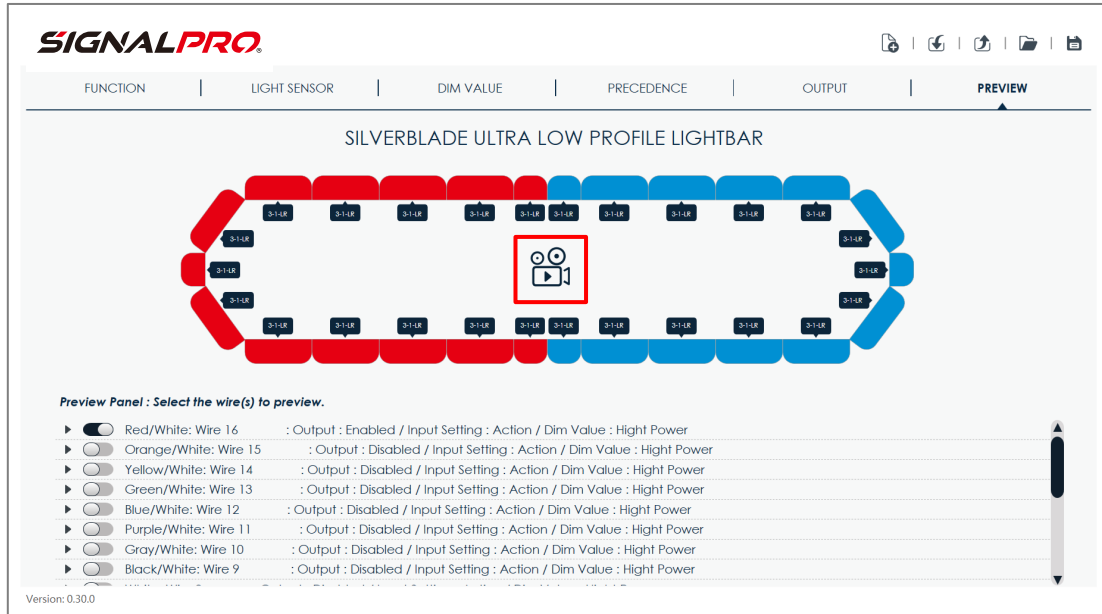 SIGNALPRO®
FUNCTION LIGHT SENSOR DIM VALUE PRECEDENCE OUTPUT PREVIEW
SILVERBLADE ULTRA LOW PROFILE LIGHTBAR
3-1-LR 3-1-LR 3-1-LR 3-1-LR 3-1-LR 3-1-LR 3-1-LR 3-1-LR 3-1-LR 3-1-LR
3-1-LR 3-1-LR
3-1-LR 3-1-LR
3-1-LR 3-1-LR
3-1-LR 3-1-LR 3-1-LR 3-1-LR 3-1-LR 3-1-LR 3-1-LR 3-1-LR 3-1-LR 3-1-LR
Preview Panel : Select the wire(s) to preview.
Red/White: Wire 16 : Output : Enabled / Input Setting : Action / Dim Value : Hight Power
Orange/White: Wire 15 : Output : Disabled / Input Setting : Action / Dim Value : Hight Power
Yellow/White: Wire 14 : Output : Disabled / Input Setting : Action / Dim Value : Hight Power
Green/White: Wire 13 : Output : Disabled / Input Setting : Action / Dim Value : Hight Power
Blue/White: Wire 12 : Output : Disabled / Input Setting : Action / Dim Value : Hight Power
Purple/White: Wire 11 : Output : Disabled / Input Setting : Action / Dim Value : Hight Power
Gray/White: Wire 10 : Output : Disabled / Input Setting : Action / Dim Value : Hight Power
Black/White: Wire 9 : Output : Disabled / Input Setting : Action / Dim Value : Hight Power
Version: 0.30.0